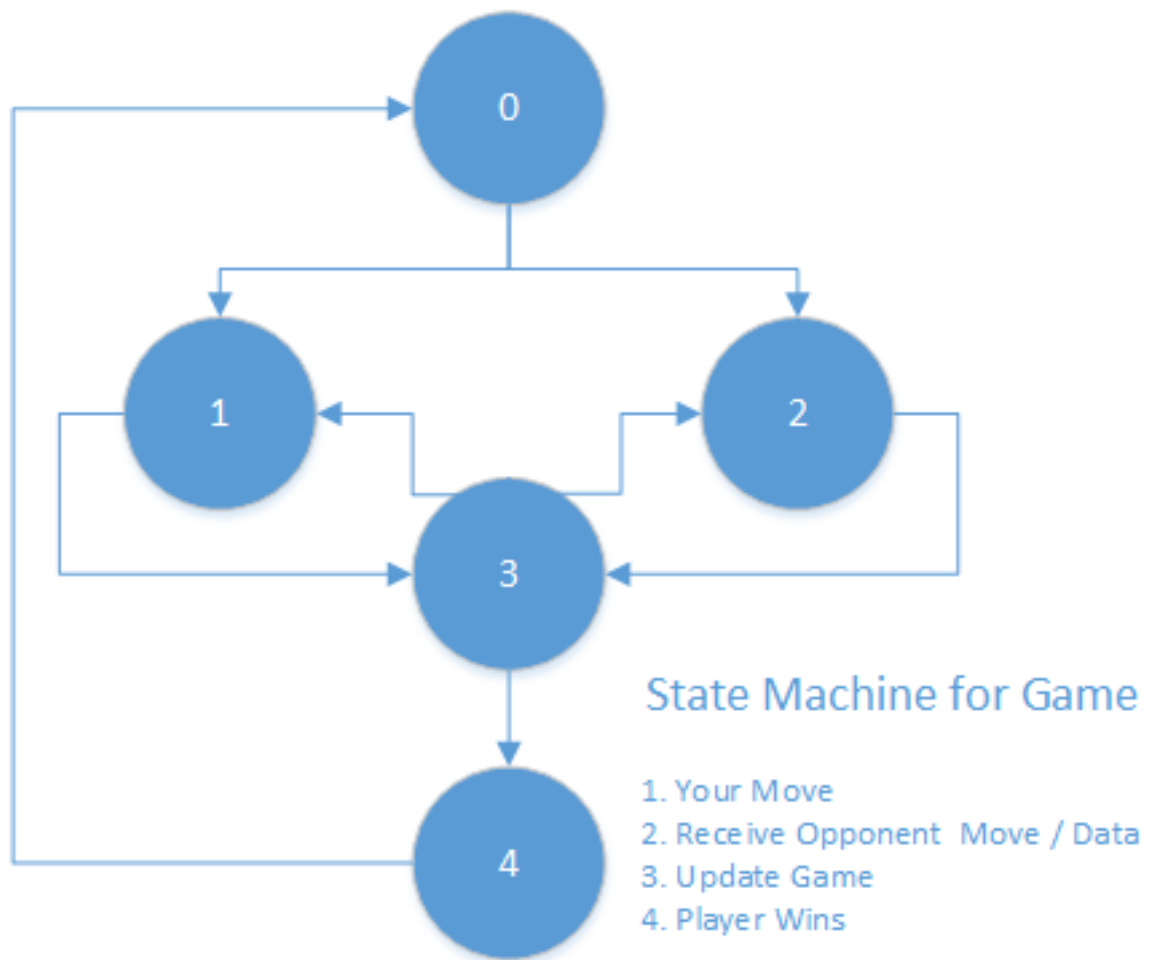 0
1
2
3
State Machine for Game
1. Your Move
2. Receive Opponent Move / Data
3. Update Game
4. Player Wins
4